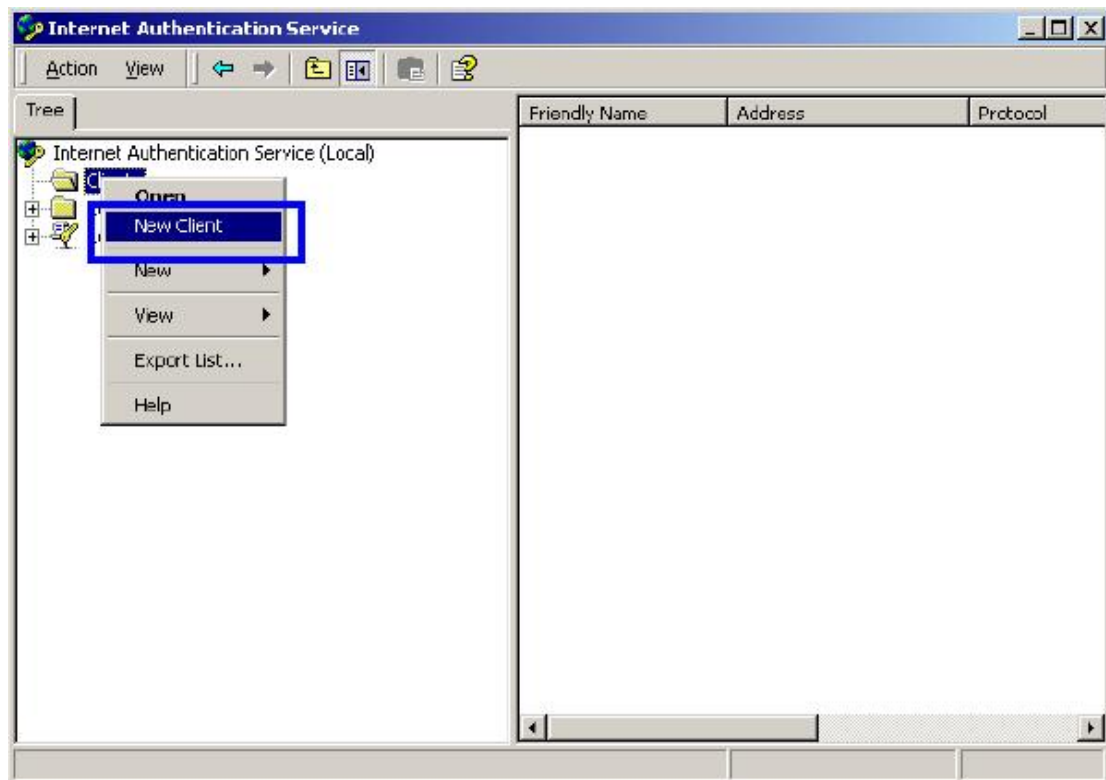 Internet Authentication Service
Action View
Tree
Friendly Name Address Protocol
Internet Authentication Service (Local)
Open
New Client
New
View
Export List...
Help